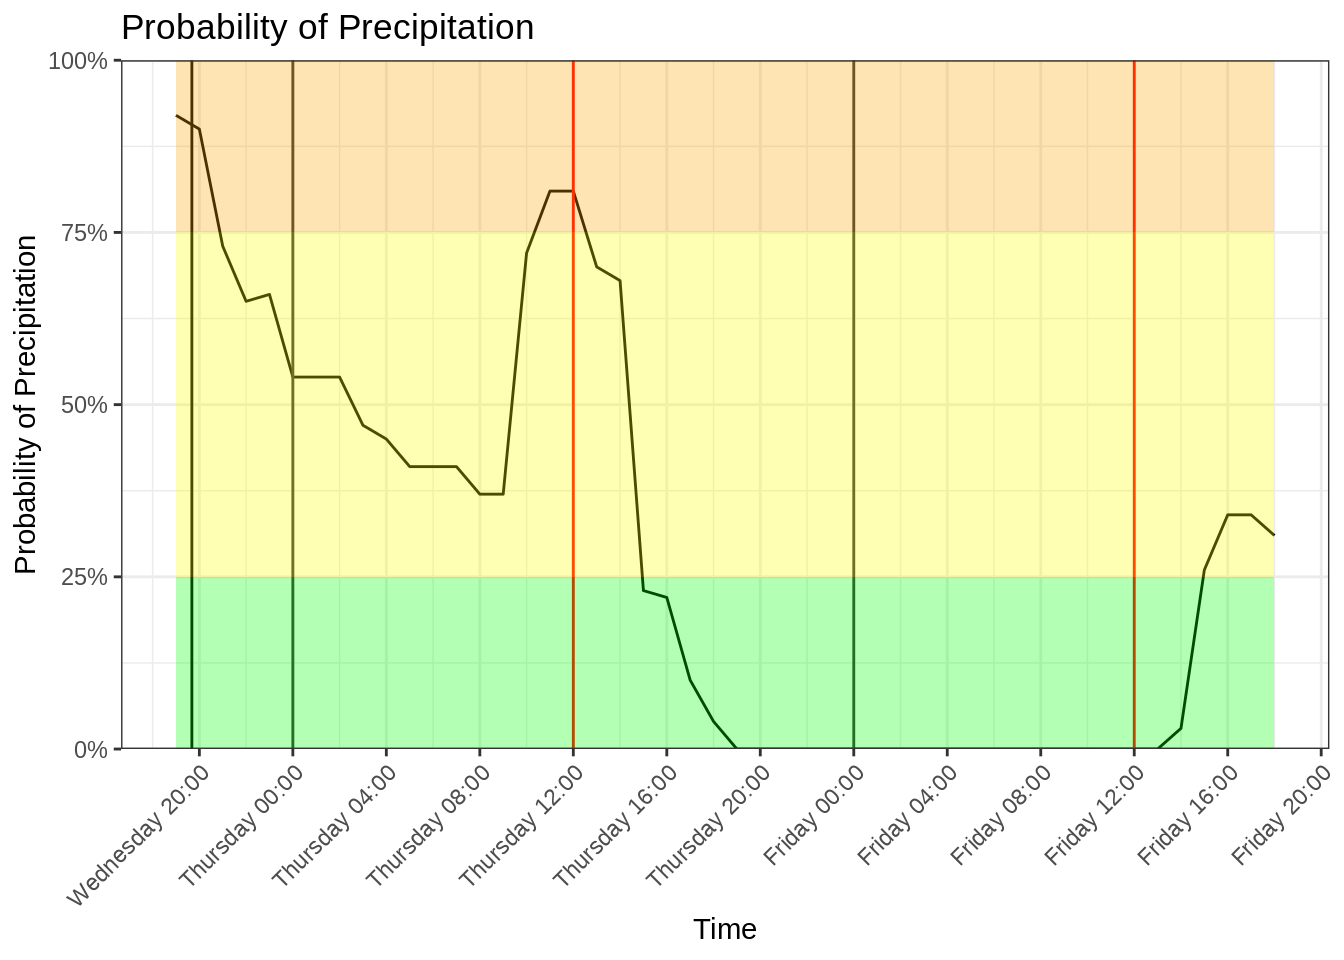 Probability of Precipitation
Probability of Precipitation
100%
75%
50%
25%
0%
Wednesday 20:00
Thursday 00:00
Thursday 04:00
Thursday 08:00
Thursday 12:00
Thursday 16:00
Thursday 20:00
Friday 00:00
Friday 04:00
Friday 08:00
Friday 12:00
Friday 16:00
Friday 20:00
Time